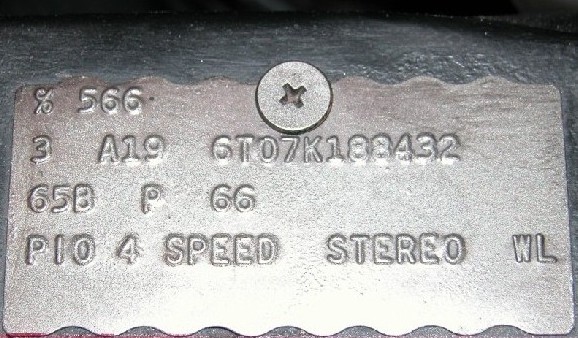 % 566
3 A19 6T07K188432
65B P 66
PIO 4 SPEED STEREO WL